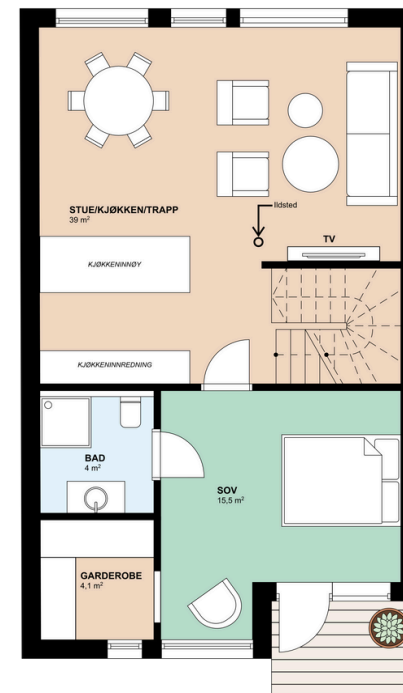 STUE/KJØKKEN/TRAPP
39 m²
Ildsted
TV
KJØKKENINNØY
KJØKKENINNREDNING
BAD
4 m²
SOV
15,5 m²
GARDEROBE
4,1 m²